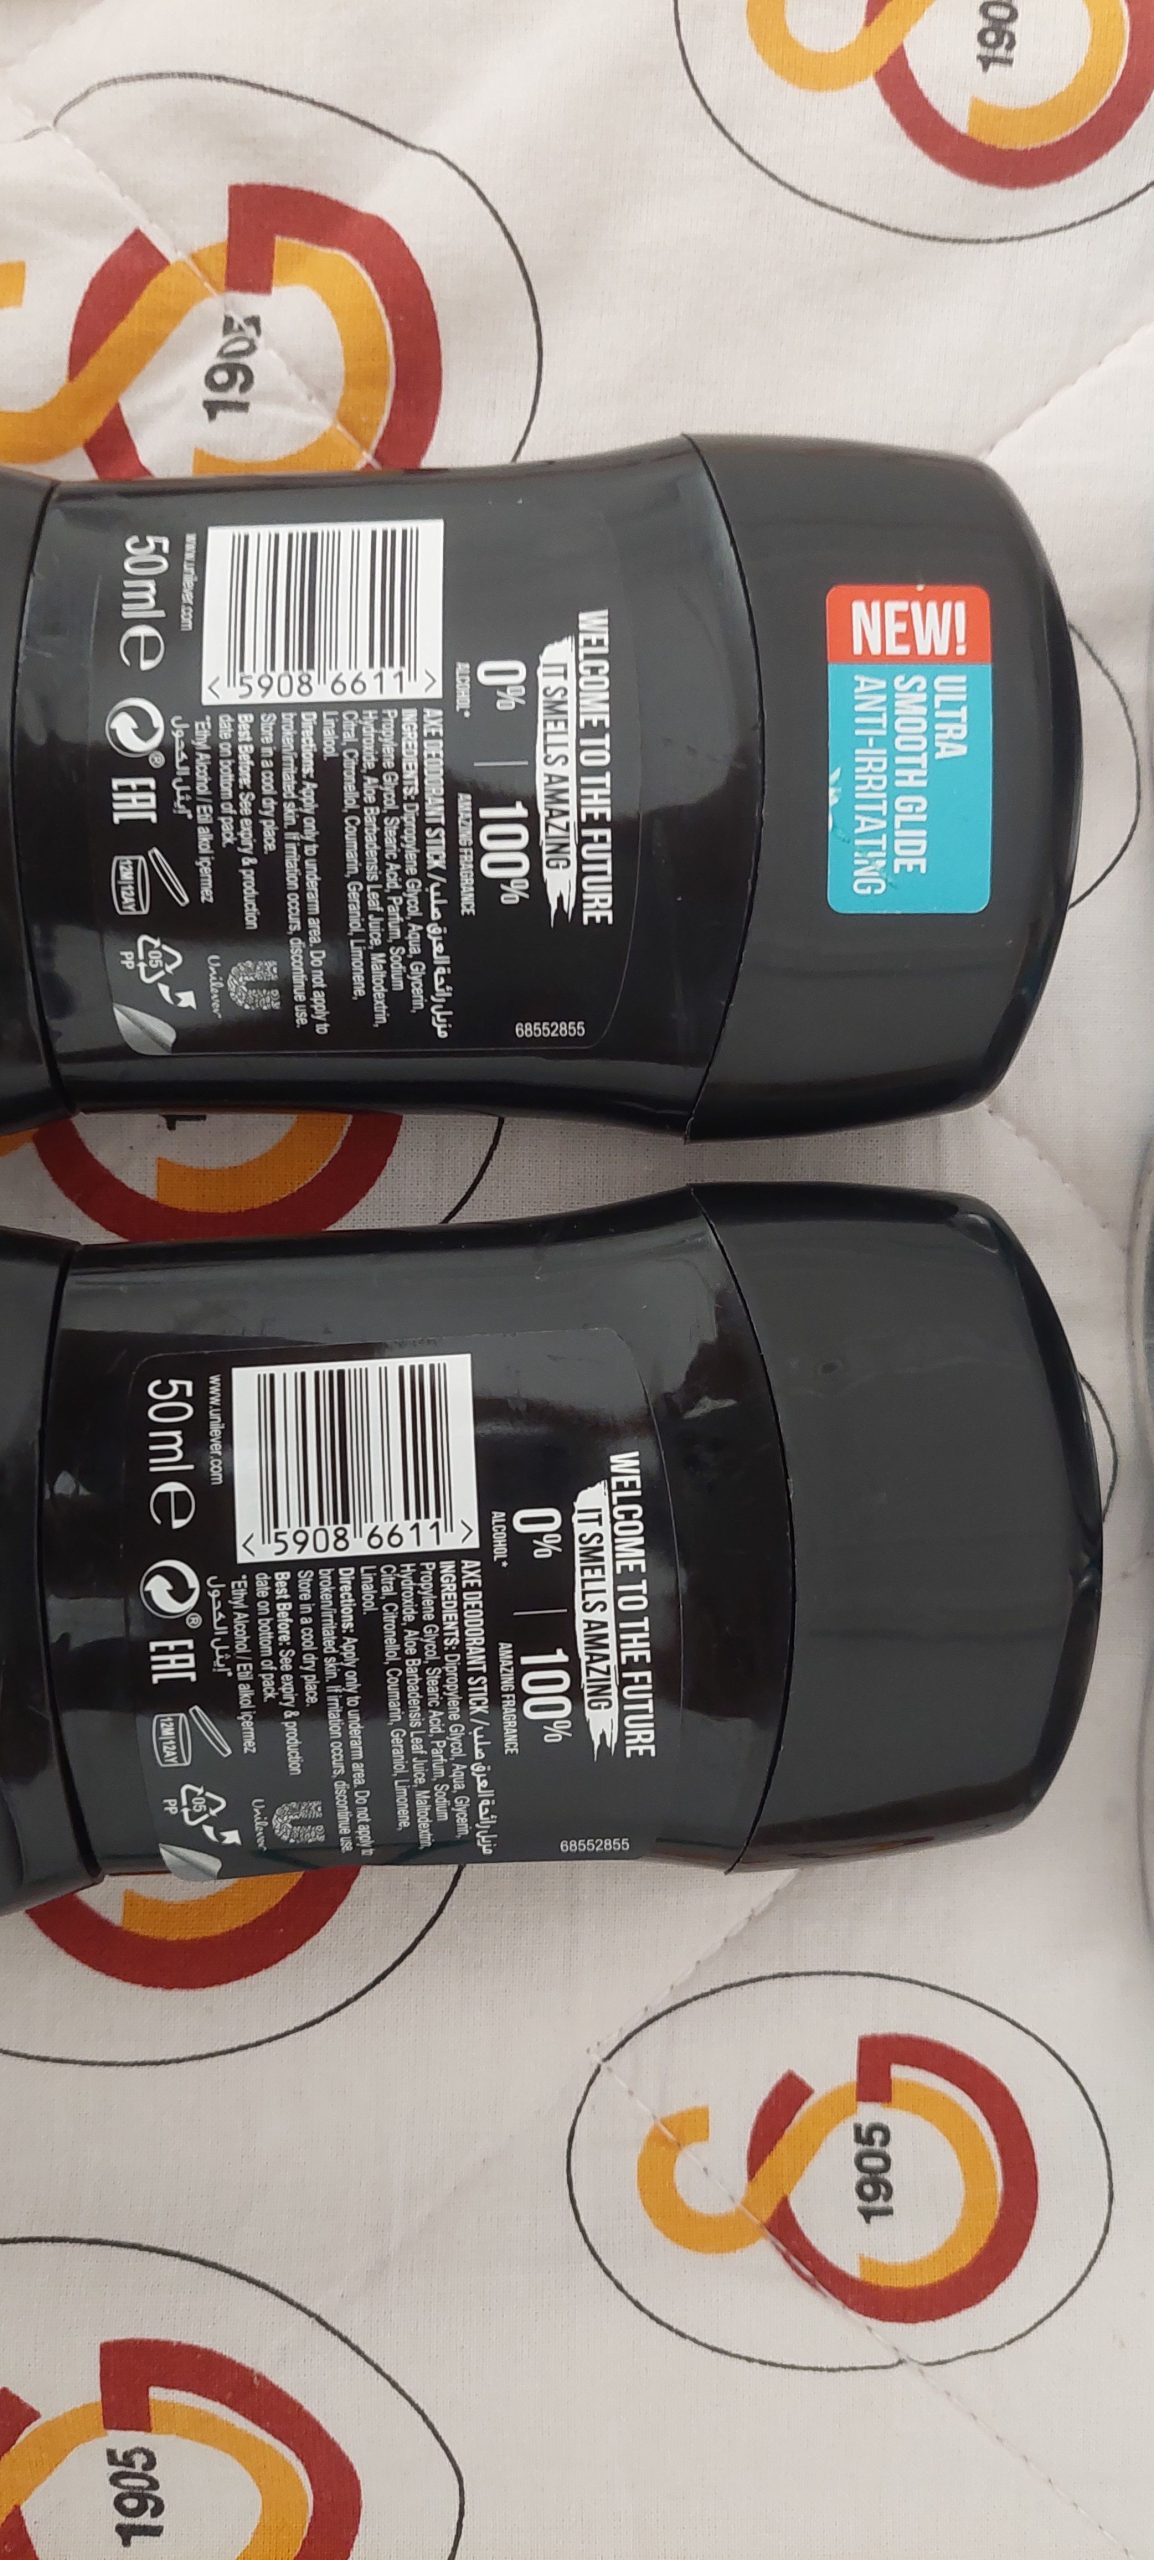 1905
1905
NEW!
ULTRA
SMOOTH GLIDE
ANTI-IRRITATING
WELCOME TO THE FUTURE
IT SMELLS AMAZING
0% | 100%
ALCOHOL* AMAZING FRAGRANCE
AXE DEODORANT STICK / مزيل رائحة العرق صلب
INGREDIENTS: Dipropylene Glycol, Aqua, Glycerin,
Propylene Glycol, Stearic Acid, Parfum, Sodium
Hydroxide, Aloe Barbadensis Leaf Juice, Maltodextrin,
Citral, Citronellol, Coumarin, Geraniol, Limonene,
Linalool.
Directions: Apply only to underarm area. Do not apply to
broken/irritated skin. If irritation occurs, discontinue use.
Store in a cool dry place.
Best Before: See expiry & production
date on bottom of pack
*Ethyl Alcohol / Etil alkol içermez
*إيثيل الكحول
< 5908 6611 >
www.unilever.com
50 ml e
® EAC 12M/12AY 05 PP
Unilever
68552855
WELCOME TO THE FUTURE
IT SMELLS AMAZING
0% | 100%
ALCOHOL* AMAZING FRAGRANCE
AXE DEODORANT STICK / مزيل رائحة العرق صلب
INGREDIENTS: Dipropylene Glycol, Aqua, Glycerin,
Propylene Glycol, Stearic Acid, Parfum, Sodium
Hydroxide, Aloe Barbadensis Leaf Juice, Maltodextrin,
Citral, Citronellol, Coumarin, Geraniol, Limonene,
Linalool.
Directions: Apply only to underarm area. Do not apply to
broken/irritated skin. If irritation occurs, discontinue use.
Store in a cool dry place.
Best Before: See expiry & production
date on bottom of pack.
*Ethyl Alcohol / Etil alkol içermez
*إيثيل الكحول
< 5908 6611 >
www.unilever.com
50 ml e
® EAC 12M/12AY 05 PP
Unilever
68552855
1905
1905